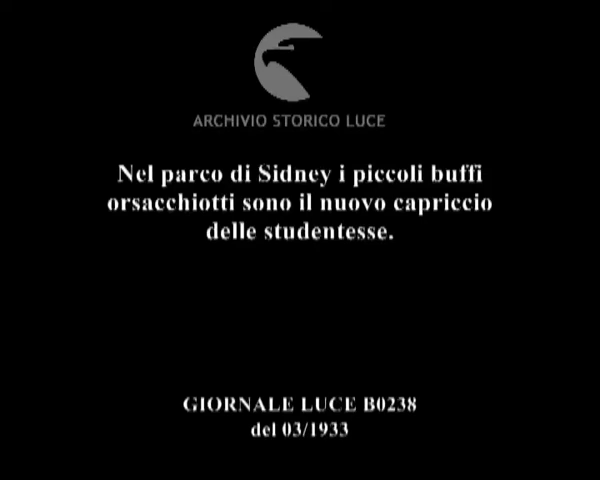 ARCHIVIO STORICO LUCE
Nel parco di Sidney i piccoli buffi
orsacchiotti sono il nuovo capriccio
delle studentesse.
GIORNALE LUCE B0238
del 03/1933